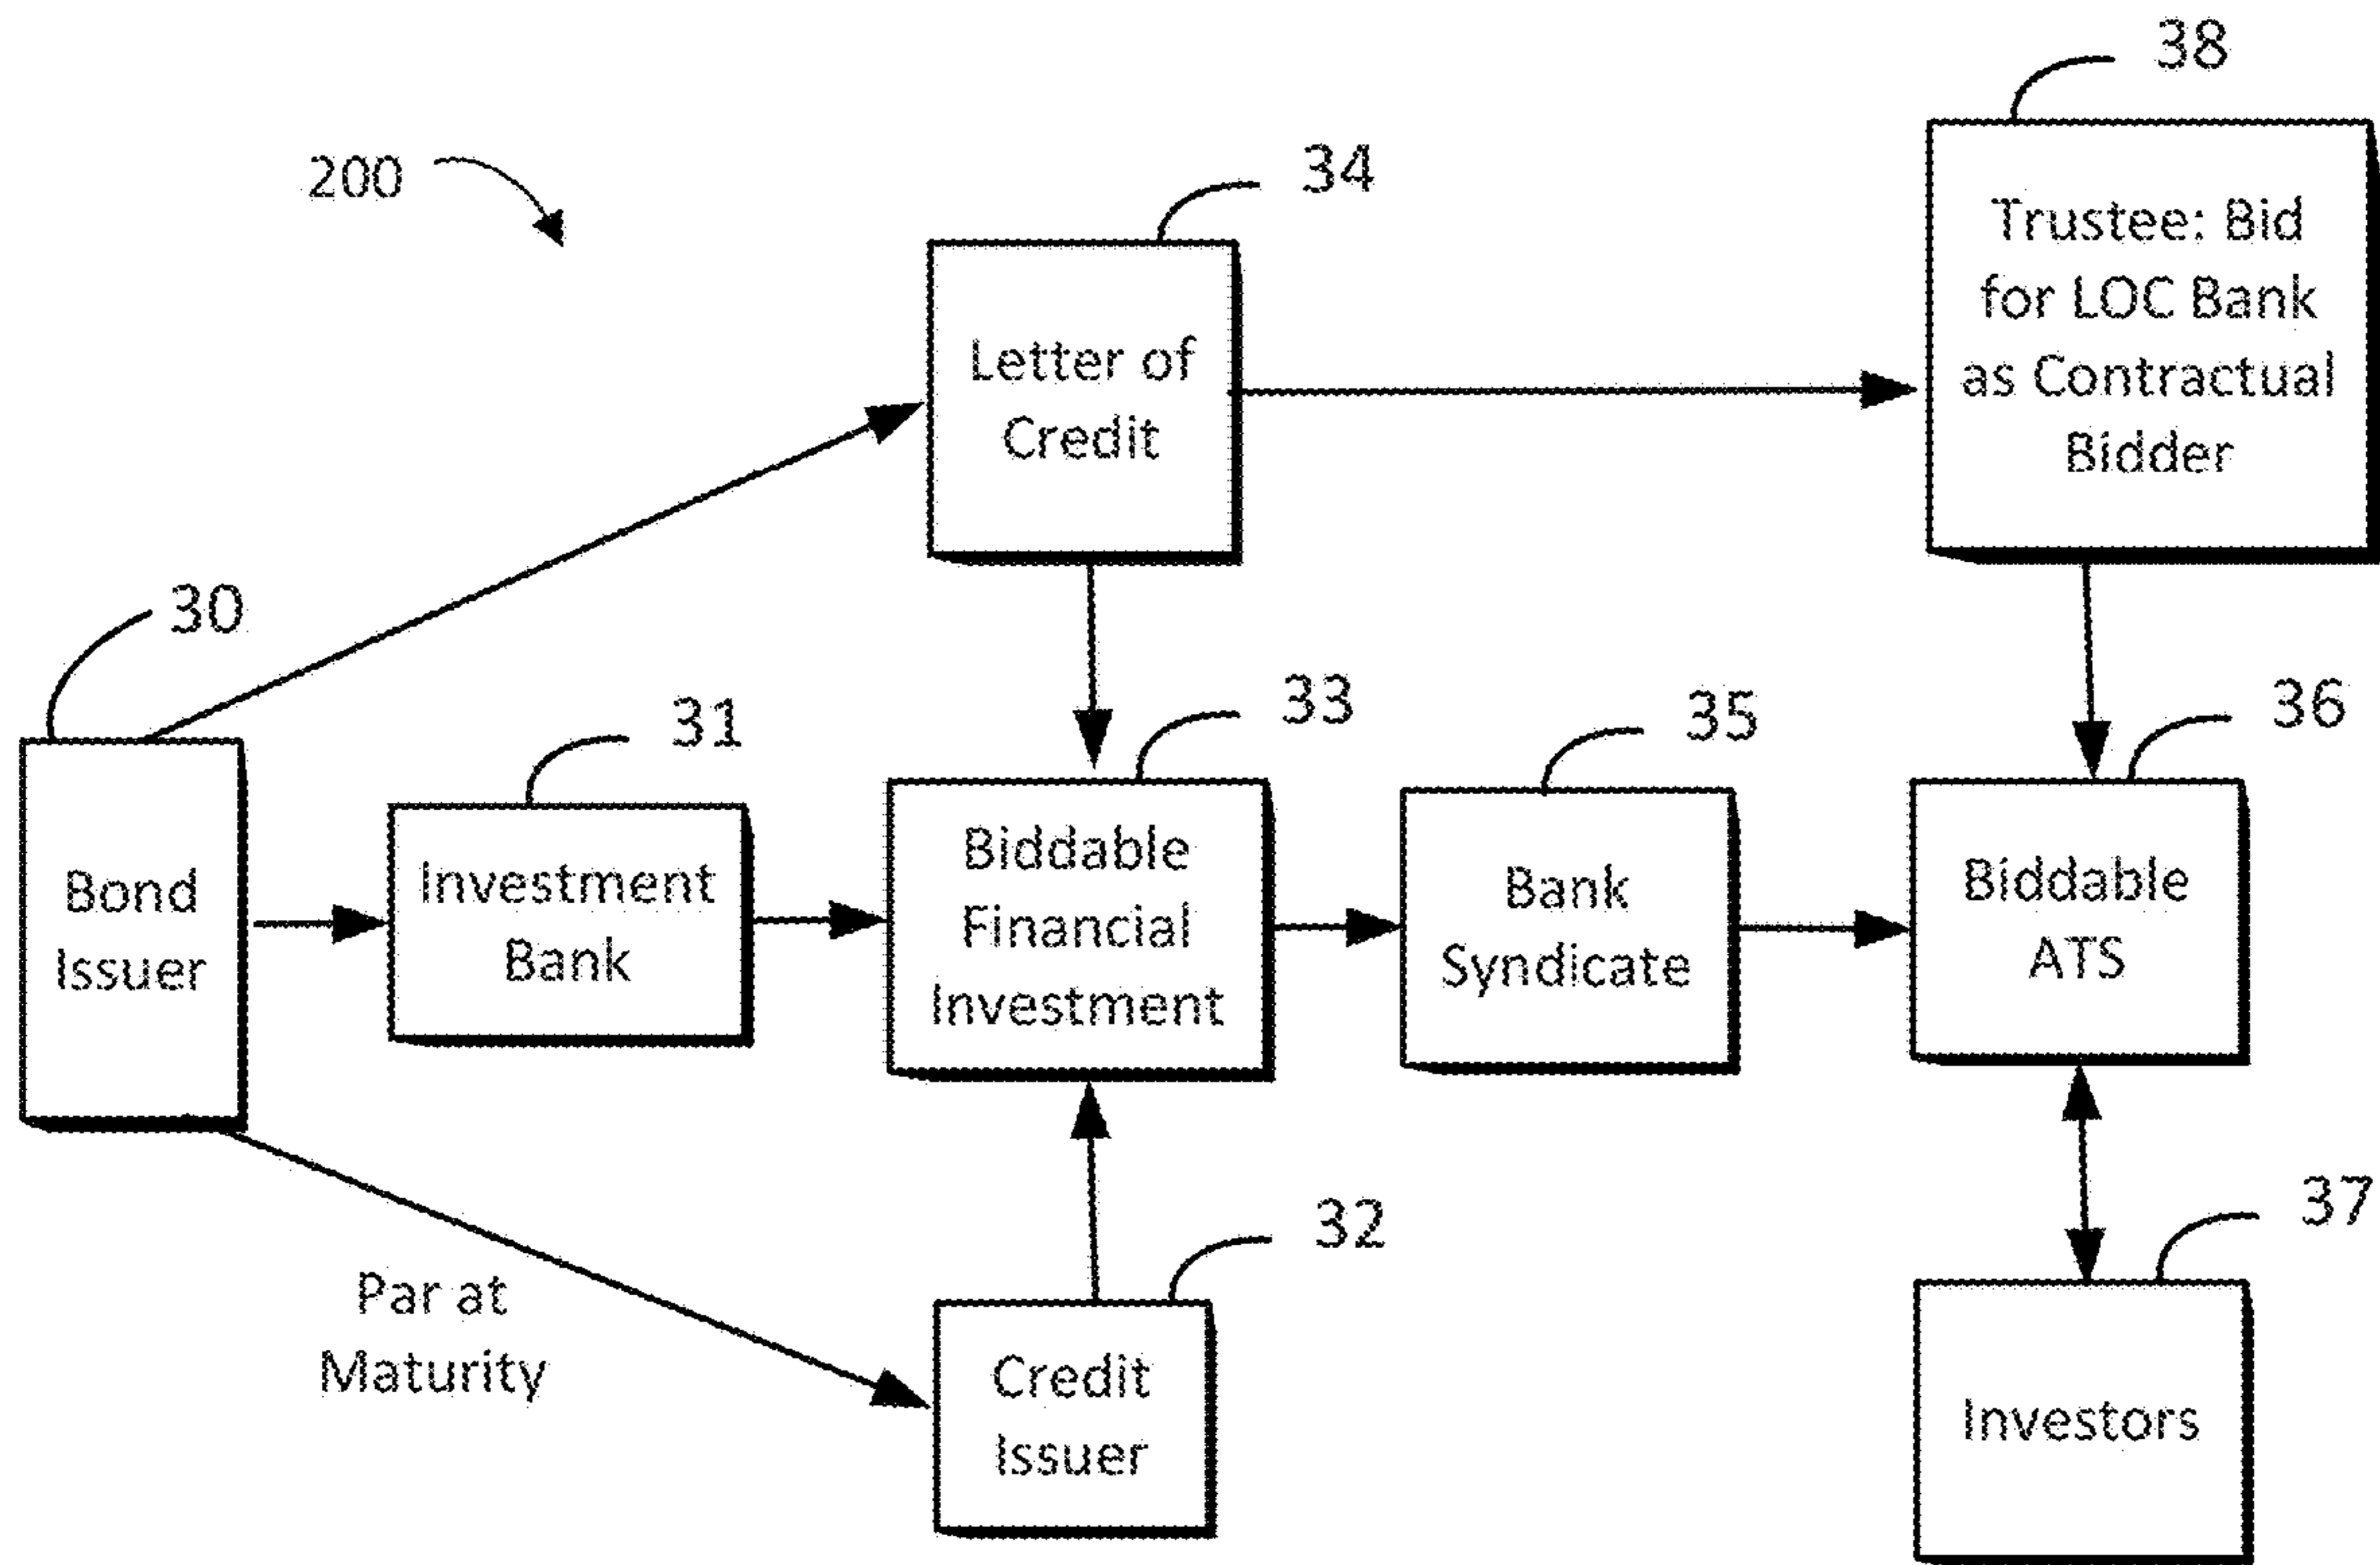 38
200
34
Trustee: Bid
for LOC Bank
as Contractual
Bidder
Letter of
Credit
30
31
33
35
36
Bond
Issuer
Investment
Bank
Biddable
Financial
Investment
Bank
Syndicate
Biddable
ATS
Par at
Maturity
32
37
Credit
Issuer
Investors